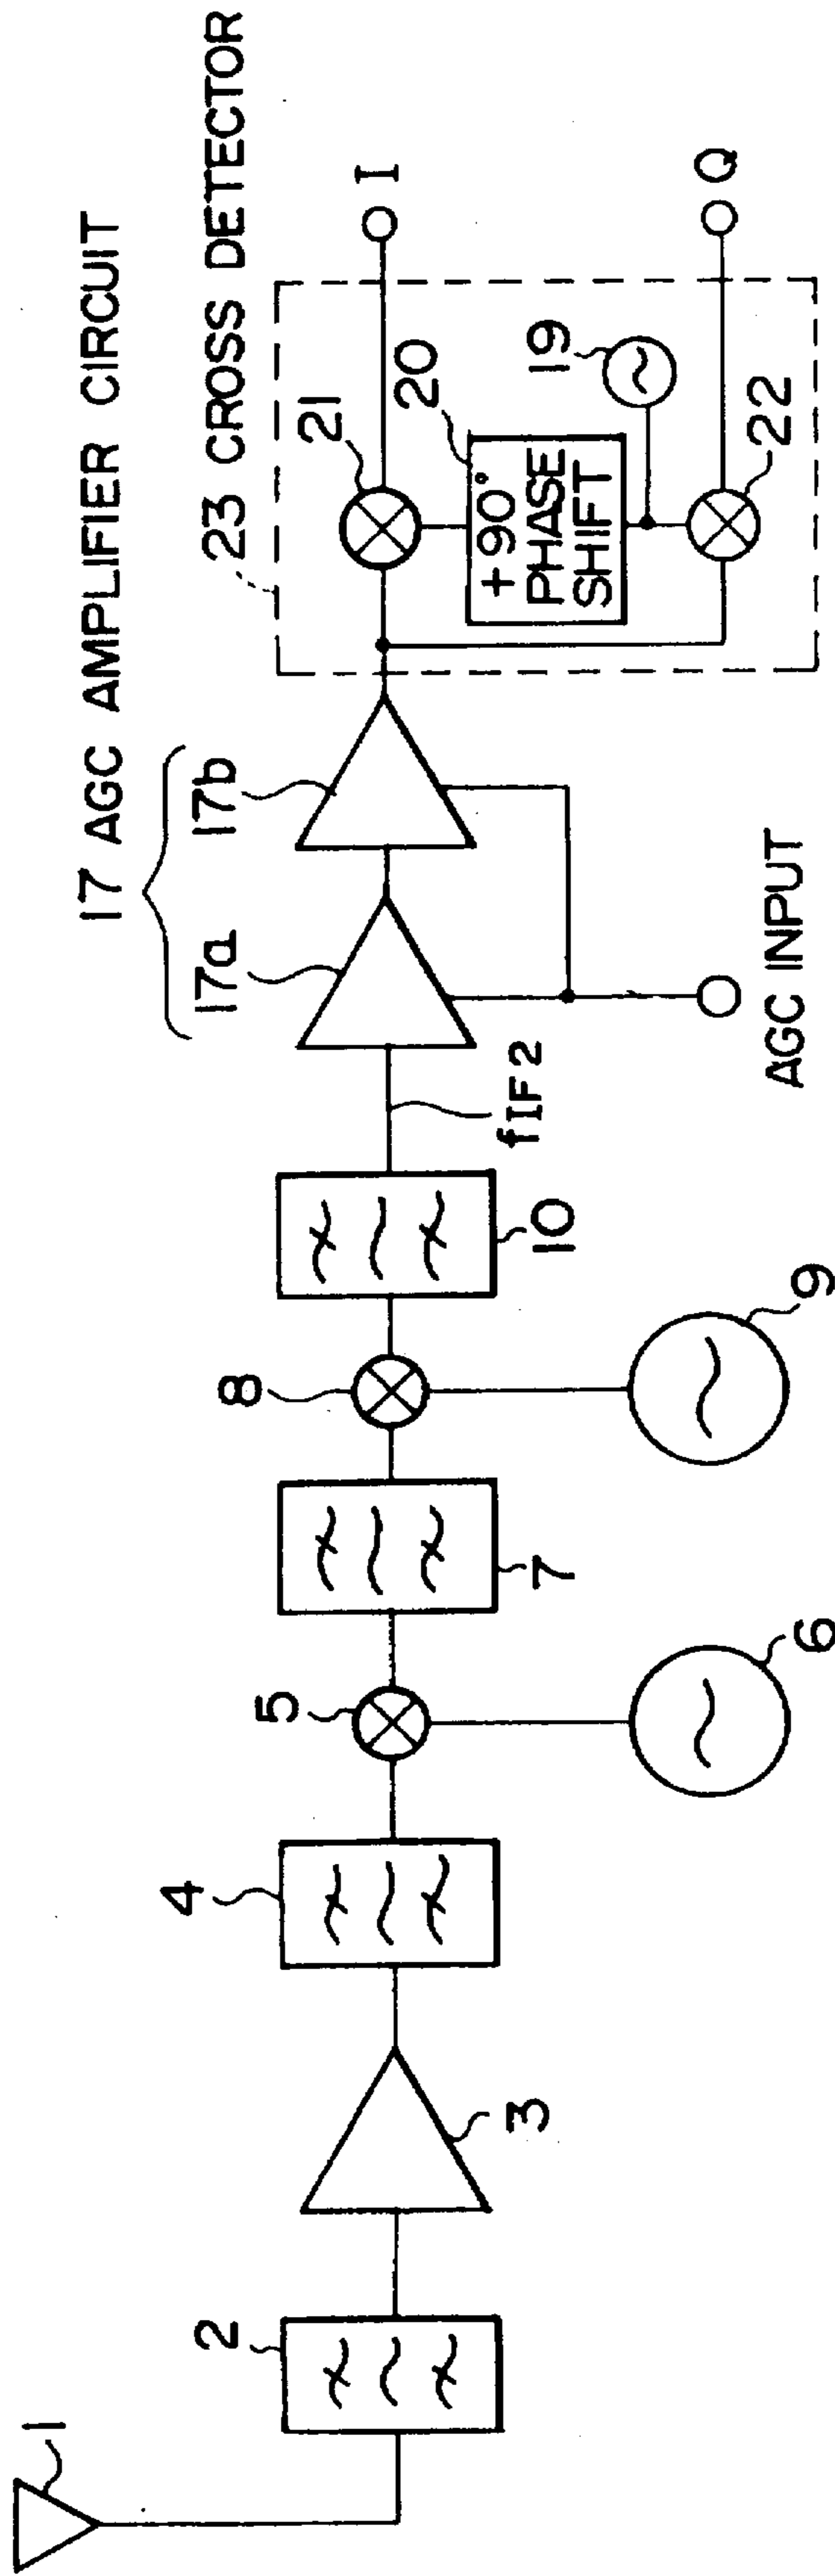 17 AGC AMPLIFIER CIRCUIT
23 CROSS DETECTOR
1
2
3
4
5
6
7
8
9
10
fIF2
17a
17b
AGC INPUT
21
20
+90°
PHASE
SHIFT
19
22
I
Q